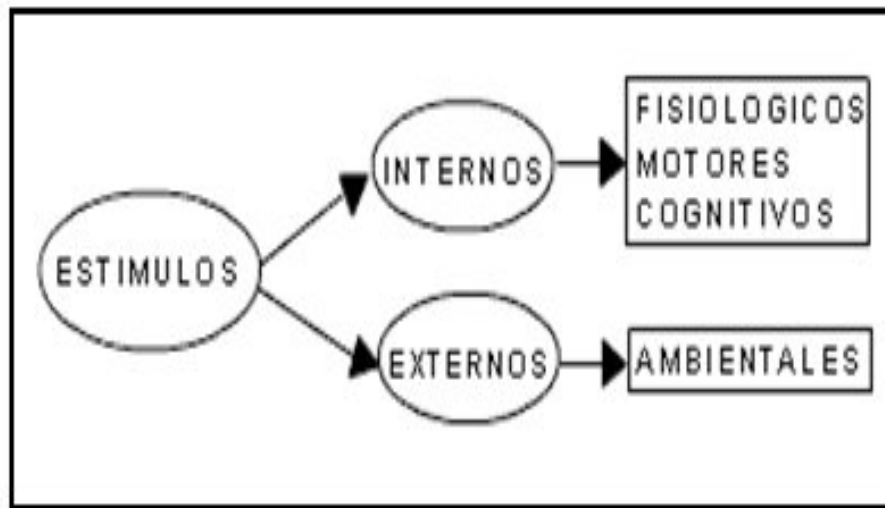 ESTIMULOS
INTERNOS
FISIOLOGICOS
MOTORES
COGNITIVOS
EXTERNOS
AMBIENTALES